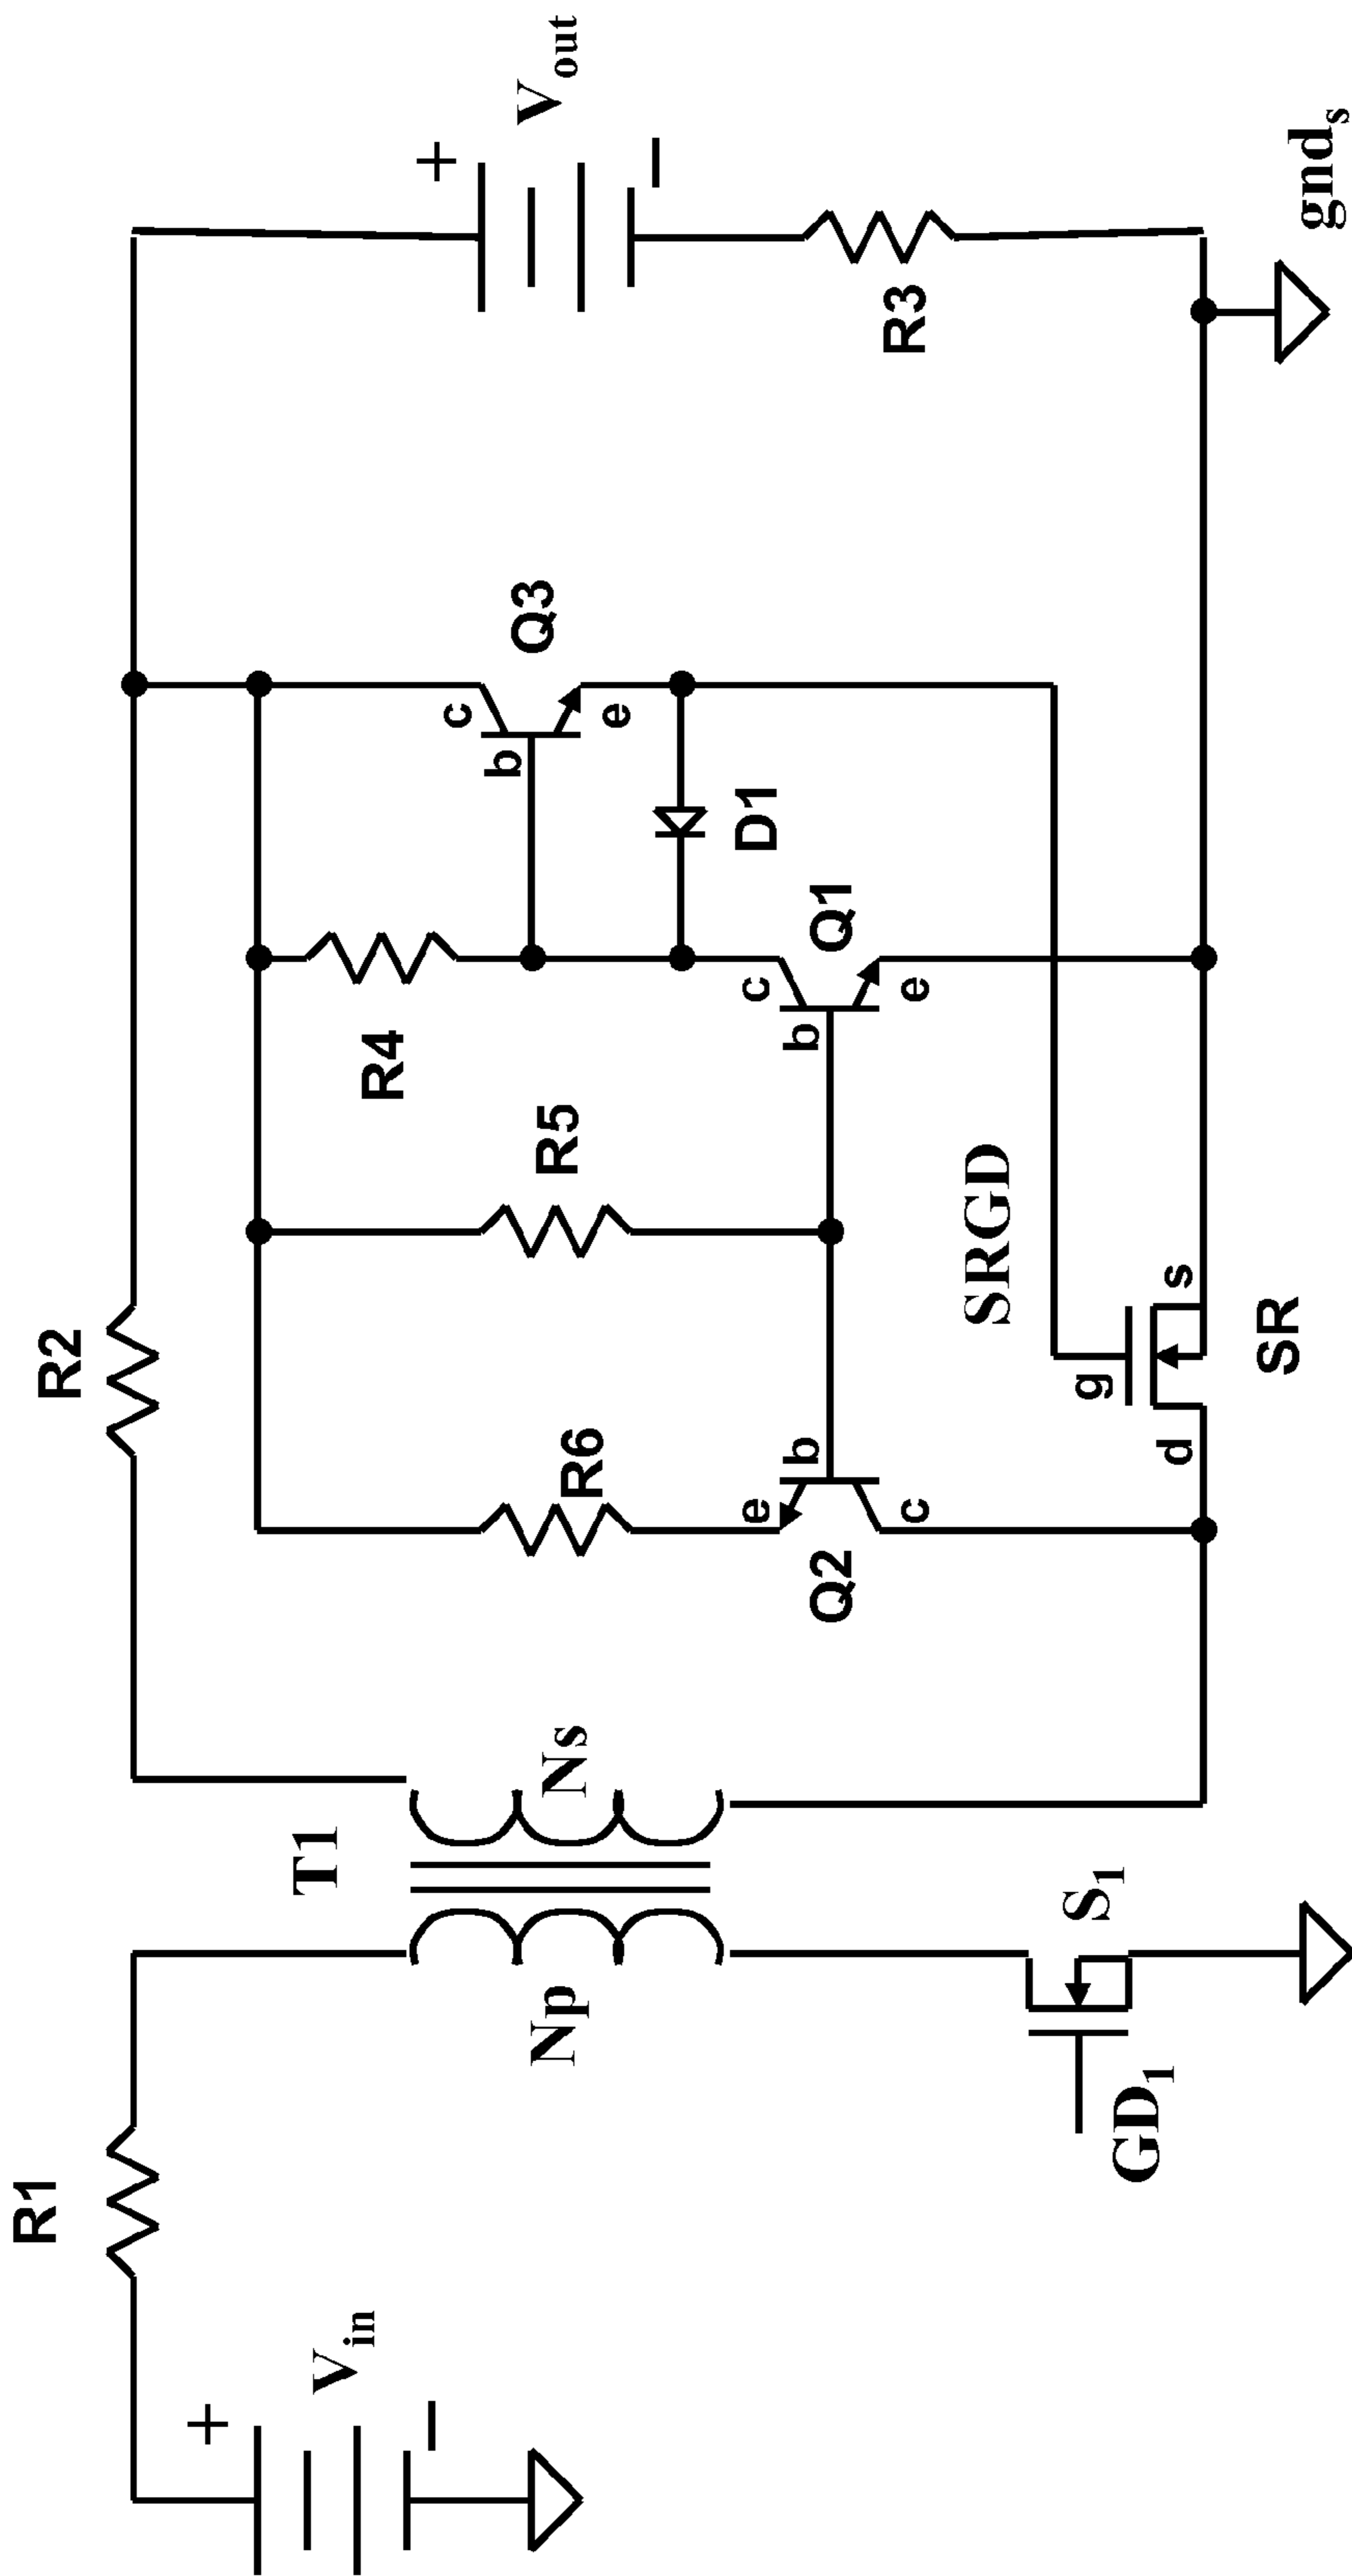 R1
R2
+
Vin
−
Np
T1
Ns
GD1
S1
R6
R5
R4
Q3
c
b
e
D1
Q2
e
b
c
Q1
c
b
e
SRGD
g
d
s
SR
+
Vout
−
R3
gnds